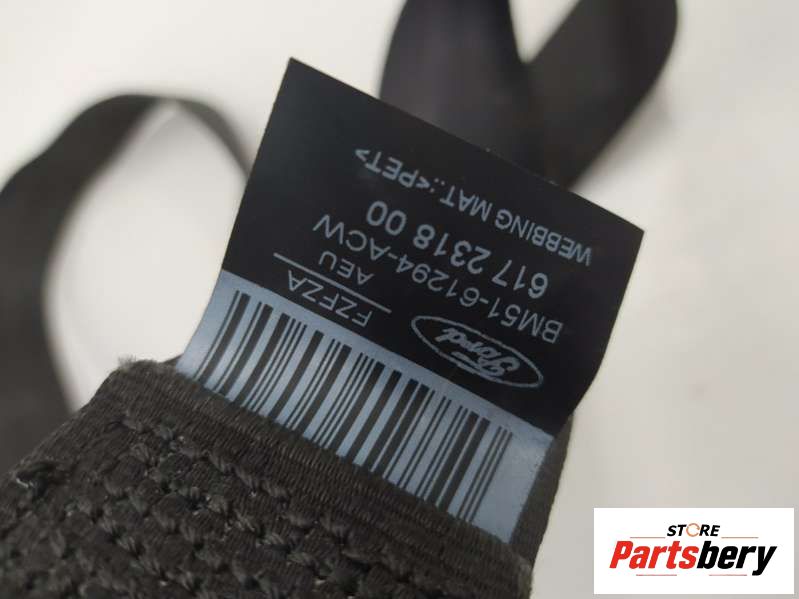 Ford
FZFZA
AEU
BM51-61294-ACW
617 2318 00
WEBBING MAT.:<PET>
STORE
Partsbery